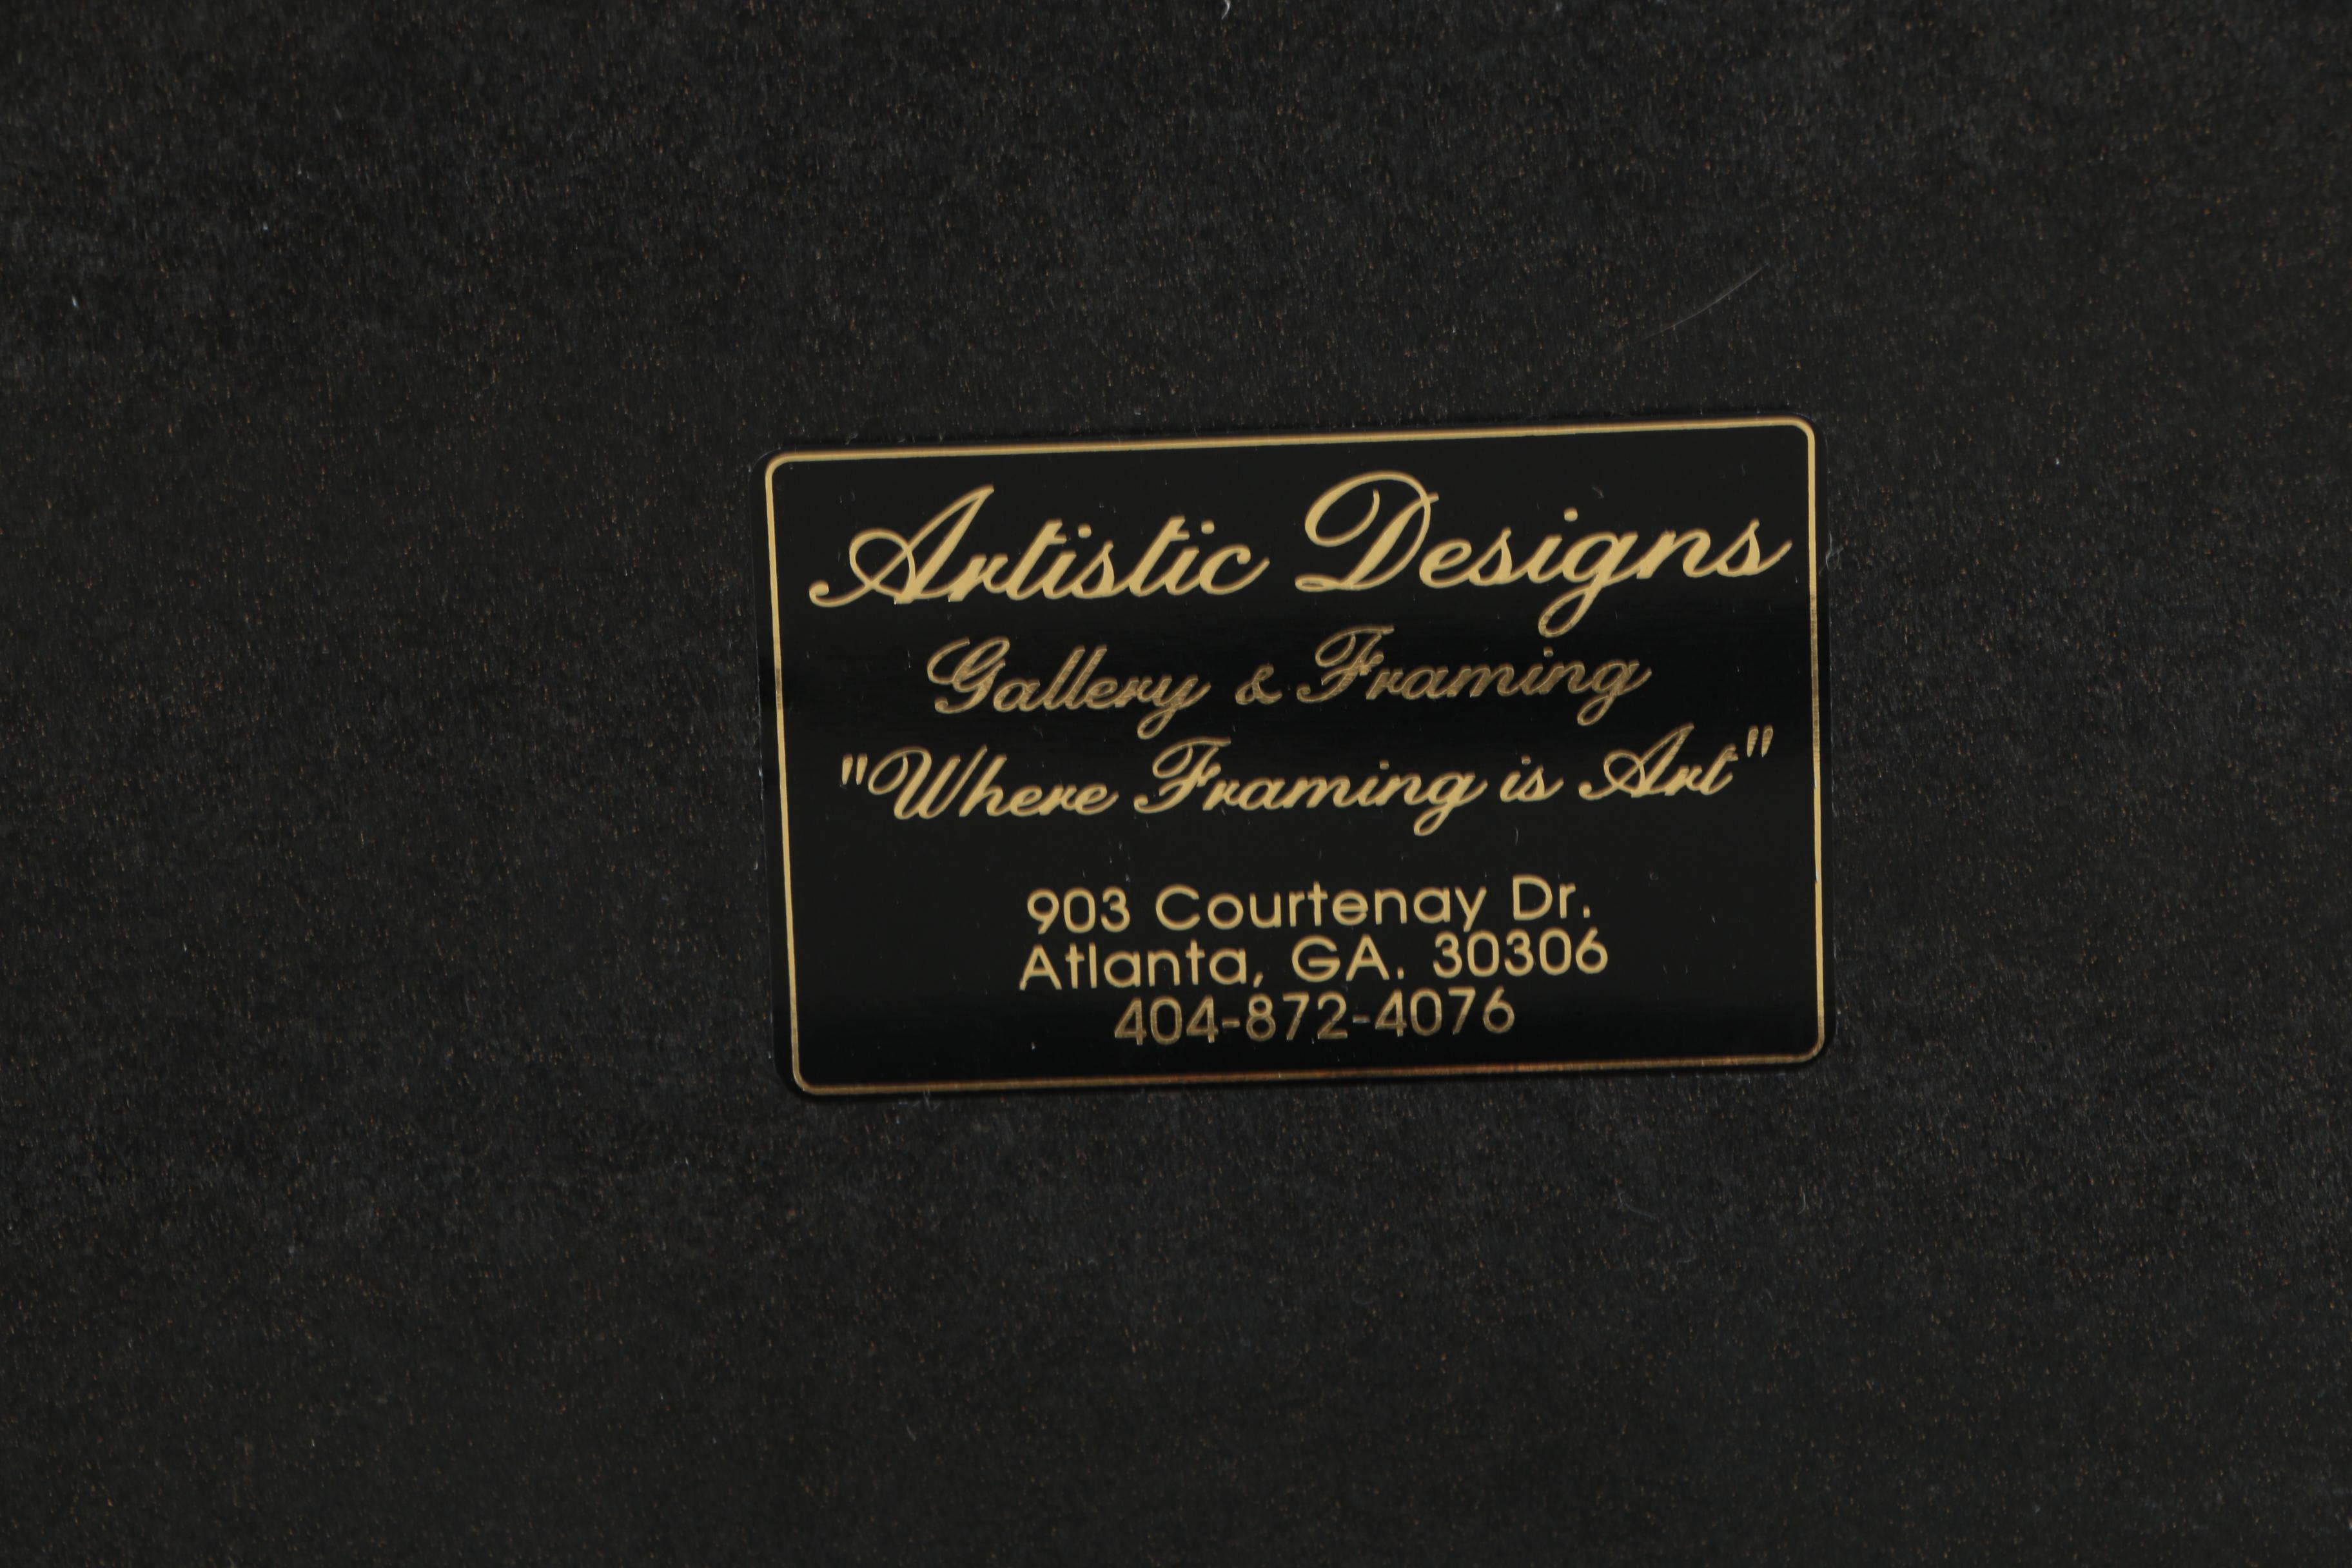 Artistic Designs
Gallery & Framing
"Where Framing is Art"
903 Courtenay Dr.
Atlanta, GA. 30306
404-872-4076